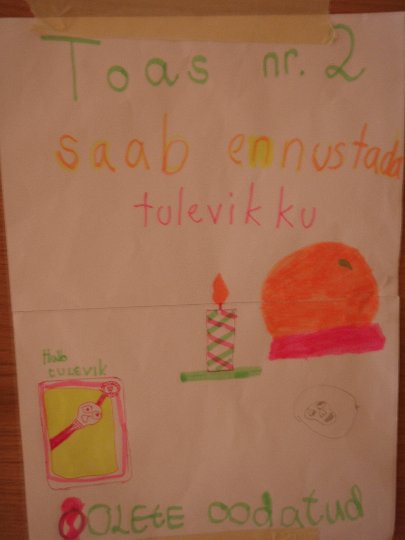 Toas nr. 2
saab ennustada
tulevikku
Halb
tulevik
OLETE oodatud